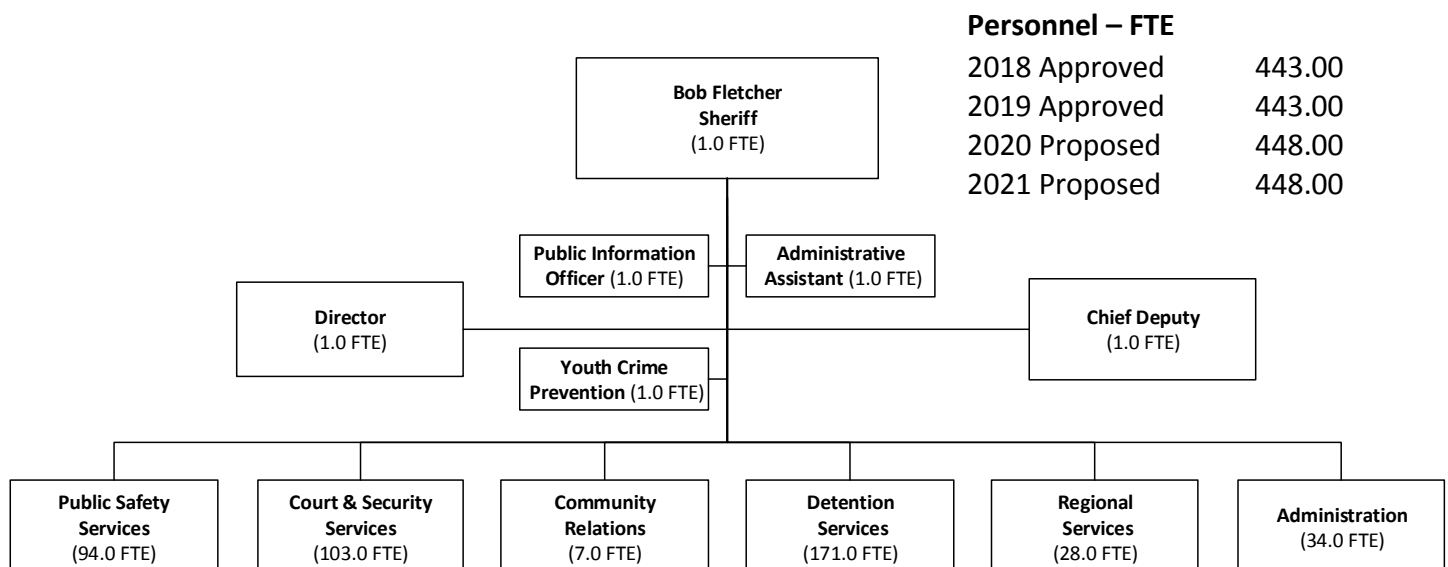 Personnel – FTE
2018 Approved 443.00
2019 Approved 443.00
2020 Proposed 448.00
2021 Proposed 448.00
Bob Fletcher
Sheriff
(1.0 FTE)
Public Information
Officer (1.0 FTE)
Administrative
Assistant (1.0 FTE)
Director
(1.0 FTE)
Chief Deputy
(1.0 FTE)
Youth Crime
Prevention (1.0 FTE)
Public Safety
Services
(94.0 FTE)
Court & Security
Services
(103.0 FTE)
Community
Relations
(7.0 FTE)
Detention
Services
(171.0 FTE)
Regional
Services
(28.0 FTE)
Administration
(34.0 FTE)